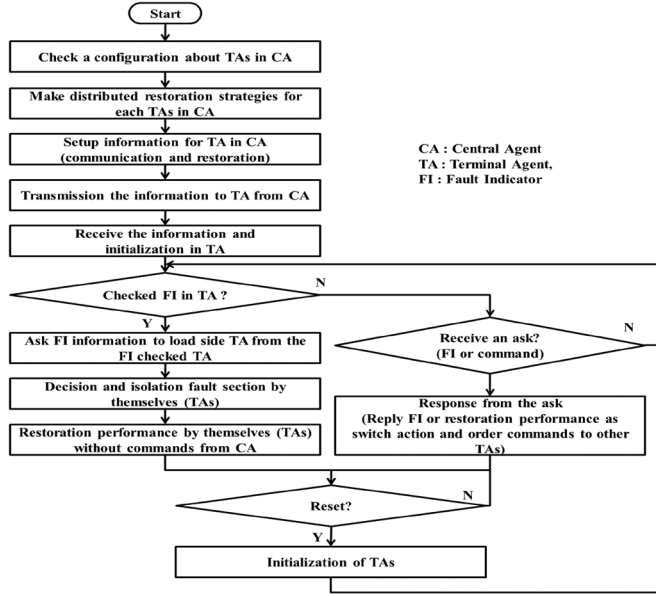 Start
Check a configuration about TAs in CA
Make distributed restoration strategies for
each TAs in CA
Setup information for TA in CA
(communication and restoration)
CA : Central Agent
TA : Terminal Agent,
FI : Fault Indicator
Transmission the information to TA from CA
Receive the information and
initialization in TA
Checked FI in TA ?
N
Y
Ask FI information to load side TA from the
FI checked TA
Receive an ask?
(FI or command)
N
Decision and isolation fault section by
themselves (TAs)
Response from the ask
(Reply FI or restoration performance as
switch action and order commands to other
TAs)
Restoration performance by themselves (TAs)
without commands from CA
Reset?
N
Y
Initialization of TAs